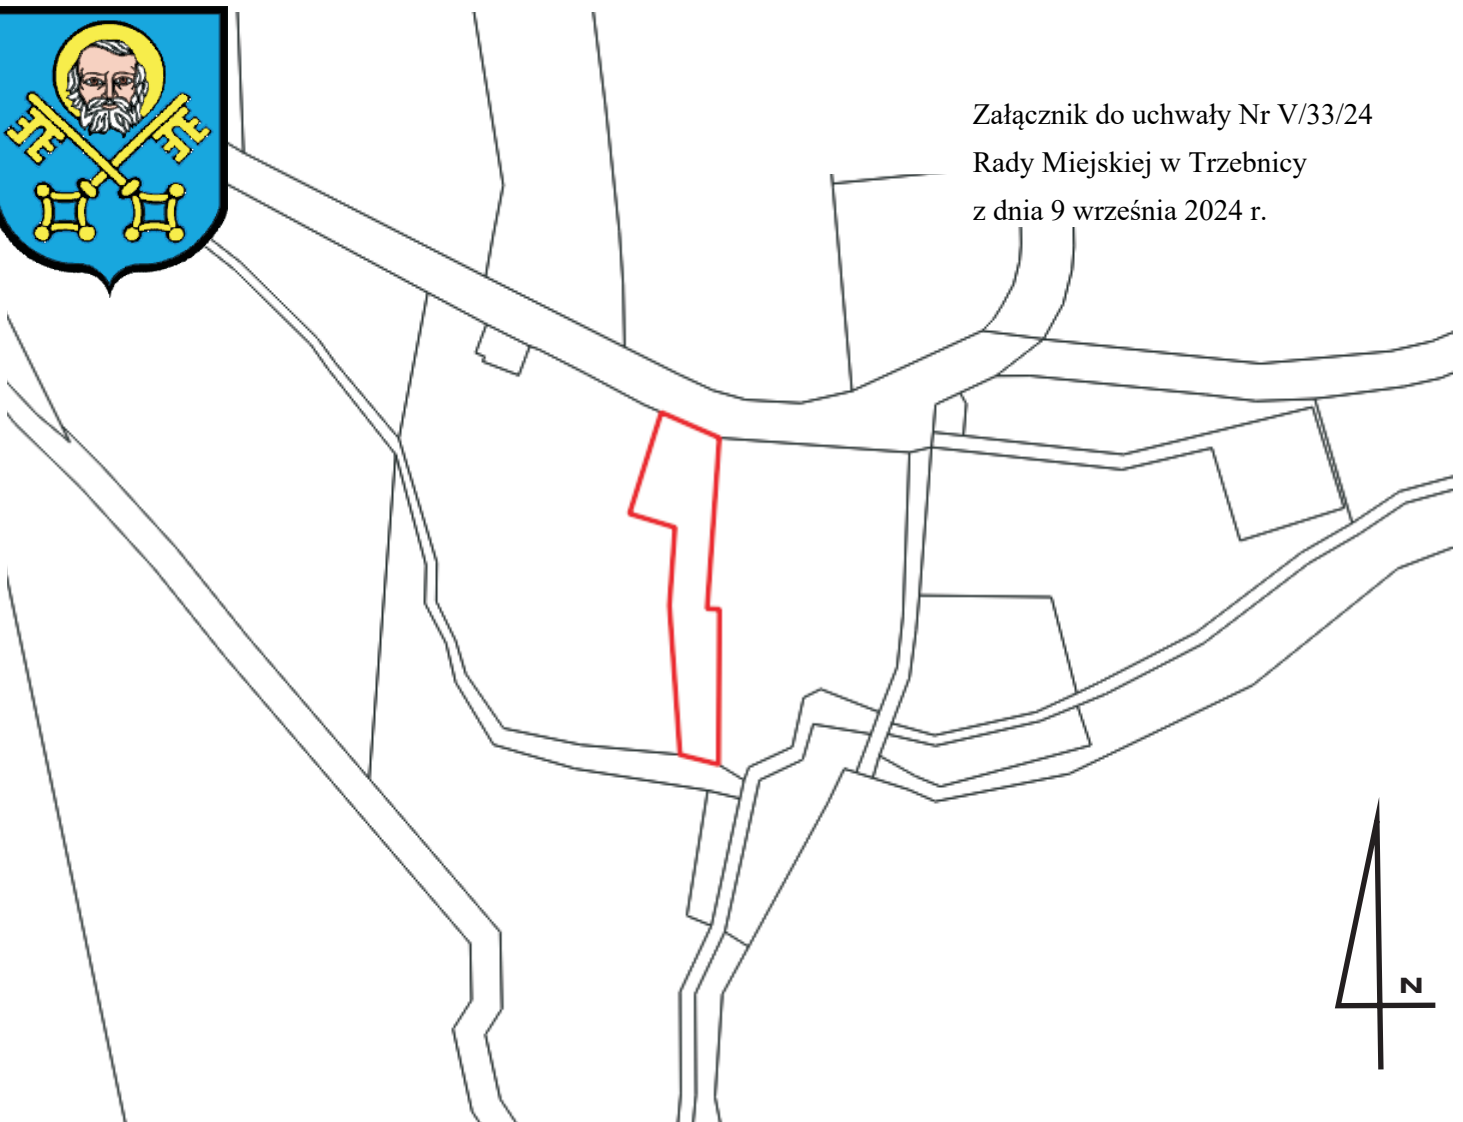 Załącznik do uchwały Nr V/33/24
Rady Miejskiej w Trzebnicy
z dnia 9 września 2024 r.
N